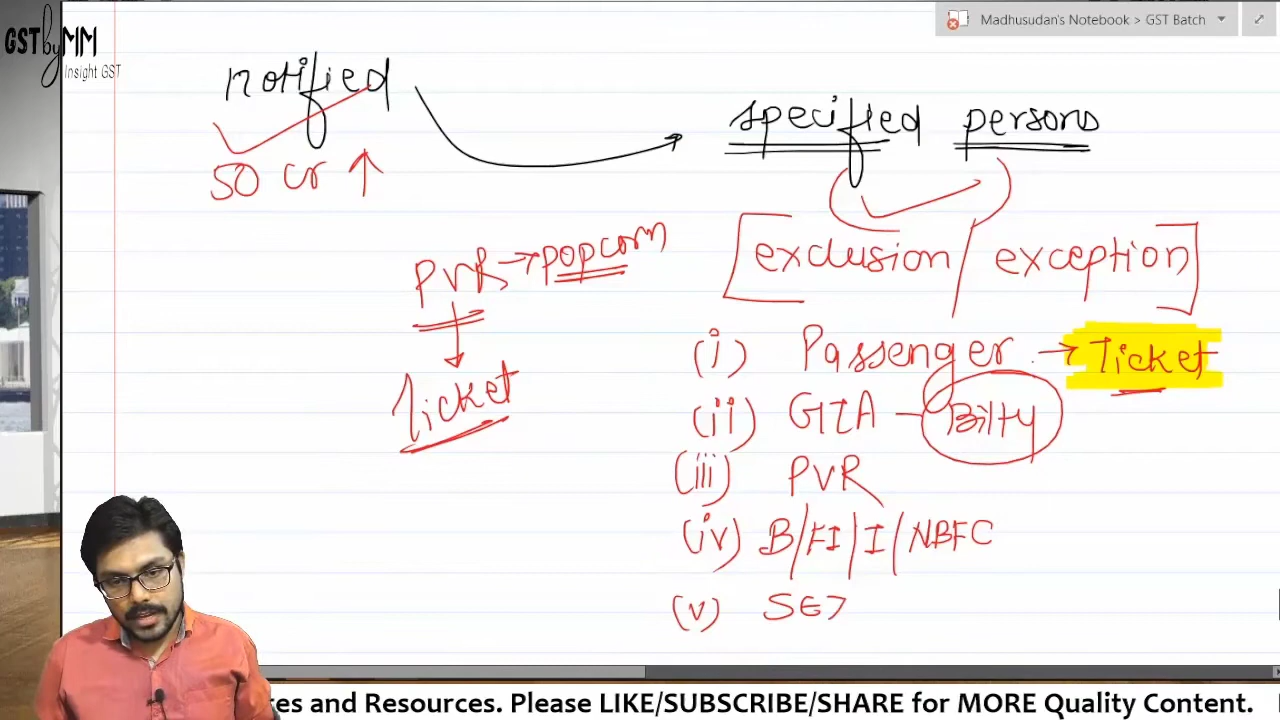 GST by MM
Insight GST
Madhusudan's Notebook > GST Batch
notified
50 cr ↑
specified persons
PVR → popcorn
Ticket
[exclusion / exception]
(i) Passenger → Ticket
(ii) GTA - Bilty
(iii) PVR
(iv) B/FI/I/NBFC
(v) SEZ
es and Resources. Please LIKE/SUBSCRIBE/SHARE for MORE Quality Content.